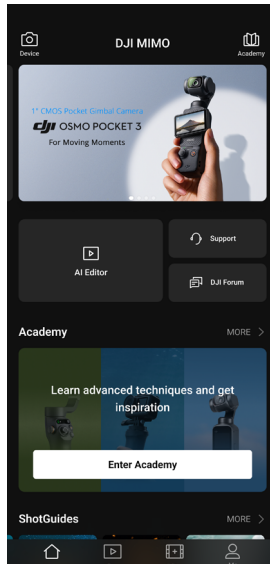 DJI MIMO
Device
Academy
1" CMOS Pocket Gimbal Camera
dji OSMO POCKET 3
For Moving Moments
AI Editor
Support
DJI Forum
Academy
MORE
Learn advanced techniques and get
inspiration
Enter Academy
ShotGuides
MORE